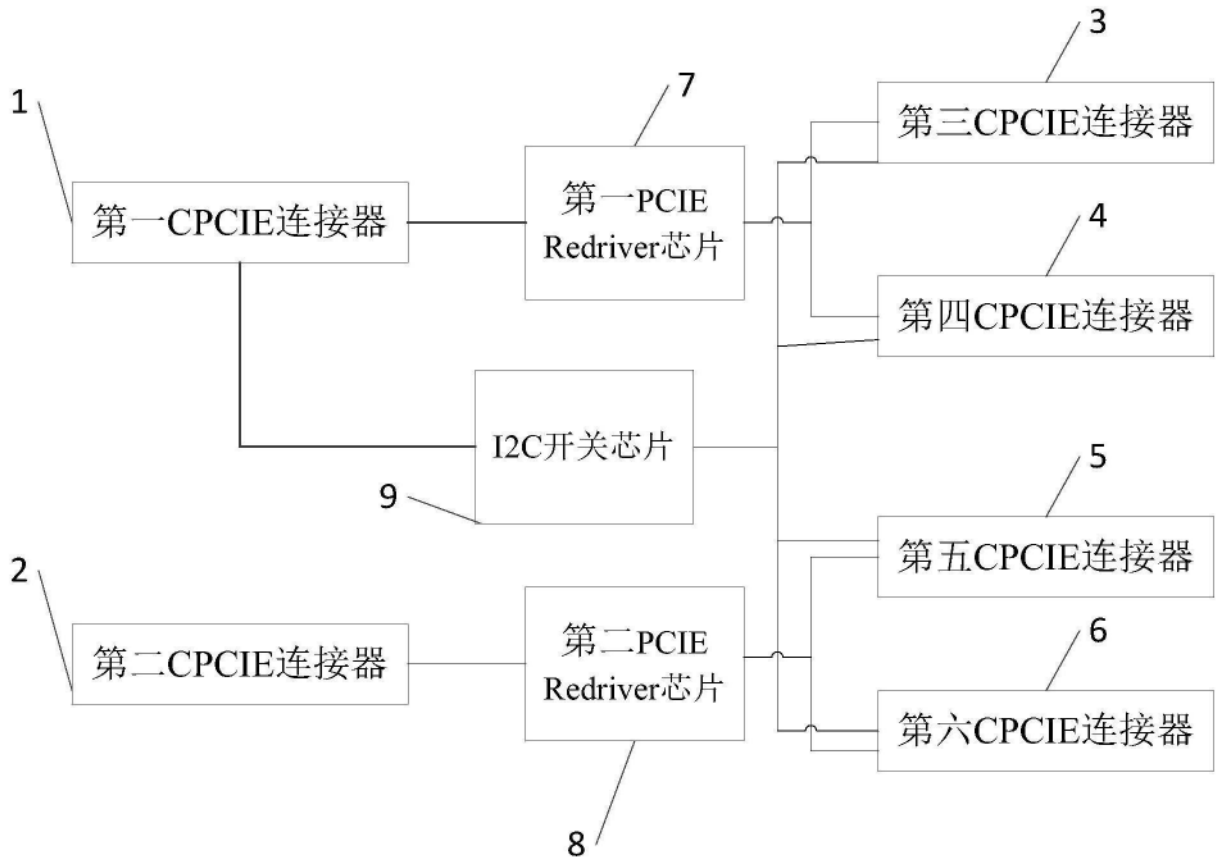 3
1
7
第三CPCIE连接器
第一CPCIE连接器
第一PCIE
Redriver芯片
4
第四CPCIE连接器
I2C开关芯片
9
5
第五CPCIE连接器
2
第二CPCIE连接器
第二PCIE
Redriver芯片
6
第六CPCIE连接器
8